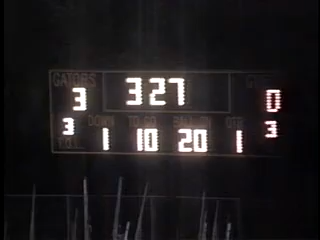 GATORS
3 327 0
DOWN TO GO BALL ON QTR
3 1 10 20 1 3
T.O.L.